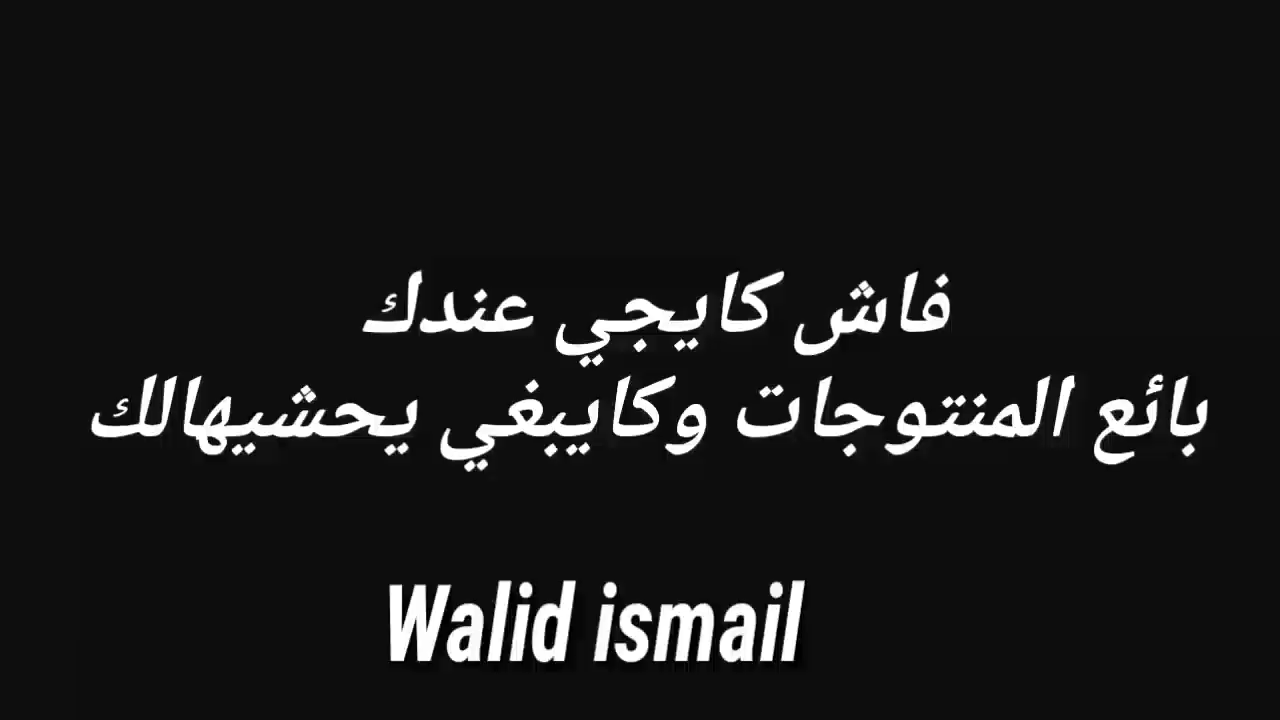 فاش كايجي عندك
بائع المنتوجات وكايبغي يحشيهالك
Walid ismail